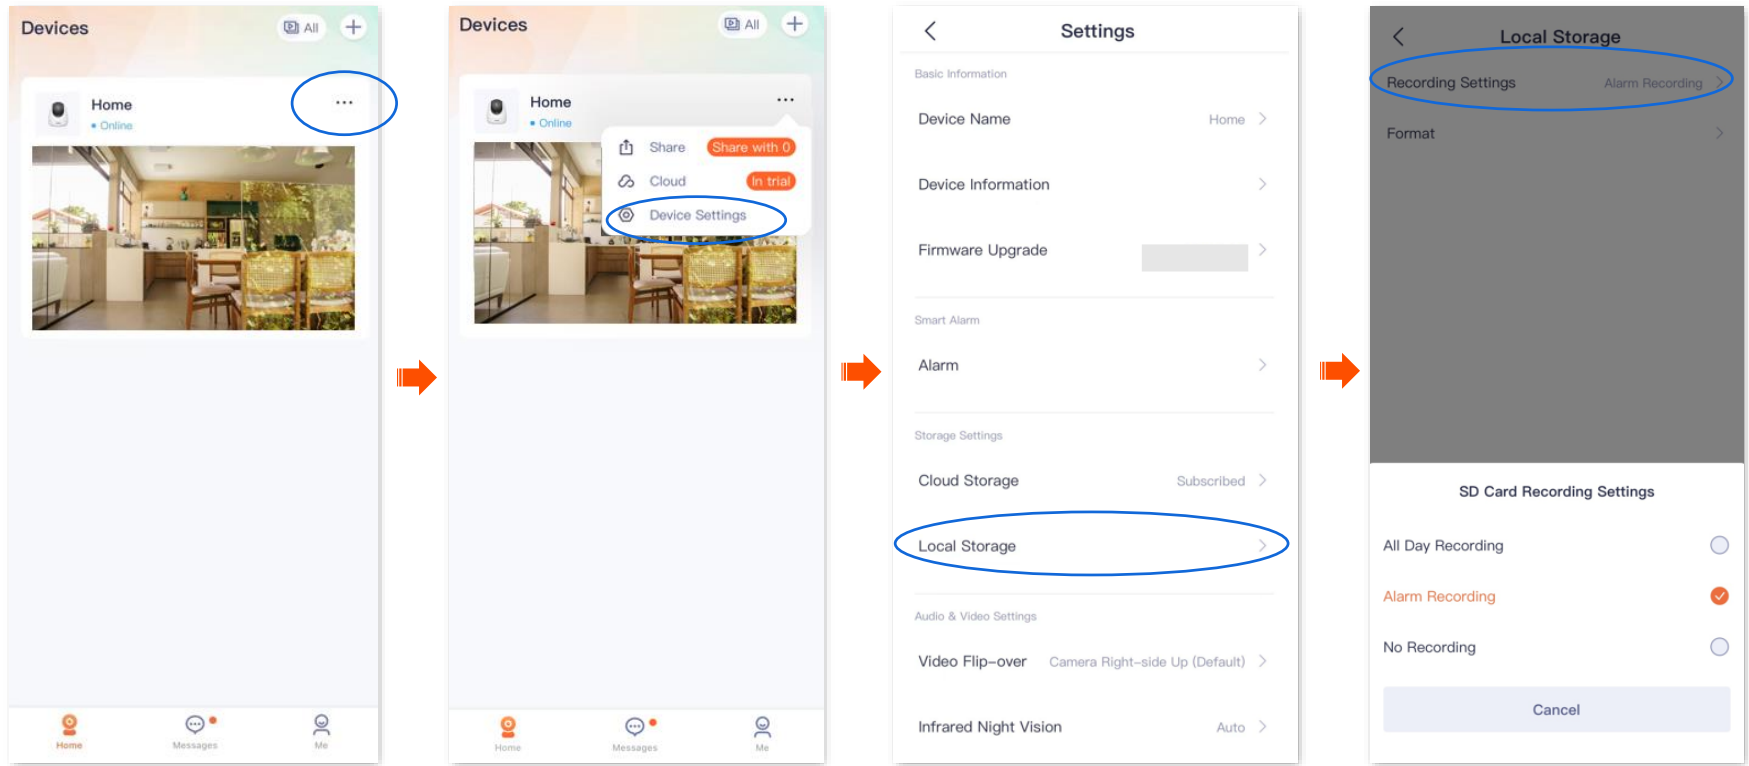 Devices
All
Home
Online
Home
Messages
Me
Devices
All
Home
Online
Share Share with 0
Cloud In trial
Device Settings
Home
Messages
Me
Settings
Basic Information
Device Name Home
Device Information
Firmware Upgrade
Smart Alarm
Alarm
Storage Settings
Cloud Storage Subscribed
Local Storage
Audio & Video Settings
Video Flip-over Camera Right-side Up (Default)
Infrared Night Vision Auto
Local Storage
Recording Settings Alarm Recording
Format
SD Card Recording Settings
All Day Recording
Alarm Recording
No Recording
Cancel